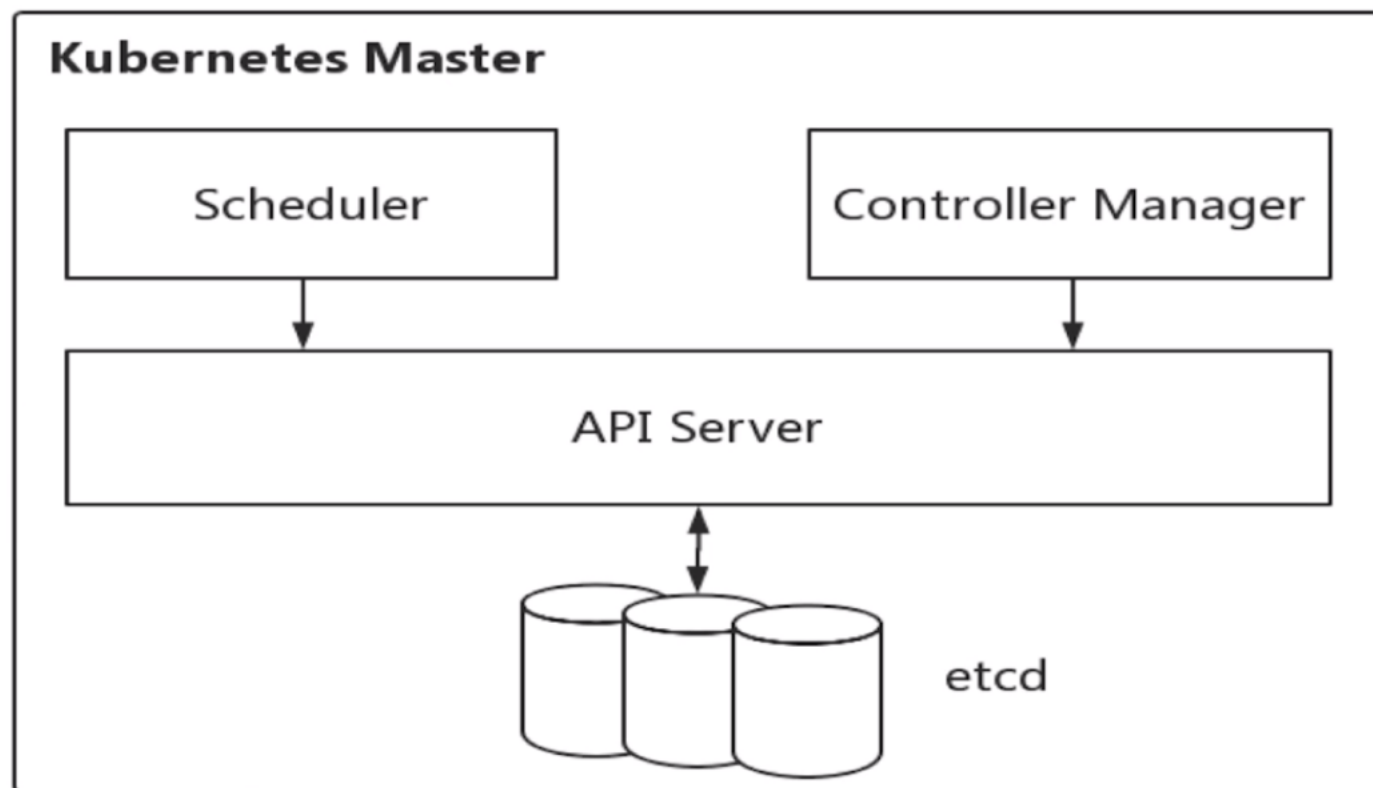 Kubernetes Master
Scheduler
Controller Manager
API Server
etcd